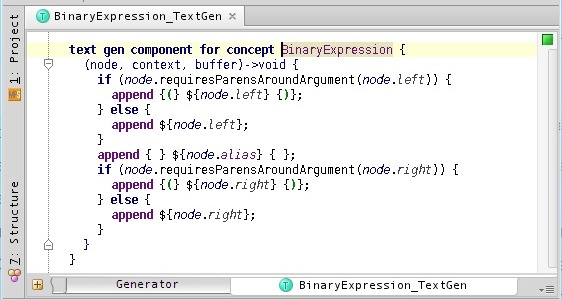 BinaryExpression_TextGen
1: Project
text gen component for concept BinaryExpression {
(node, context, buffer)->void {
if (node.requiresParensAroundArgument(node.left)) {
append {(} ${node.left} {)};
} else {
append ${node.left};
}
append { } ${node.alias} { };
if (node.requiresParensAroundArgument(node.right)) {
append {(} ${node.right} {)};
} else {
append ${node.right};
}
}
}
Z: Structure
Generator
BinaryExpression_TextGen